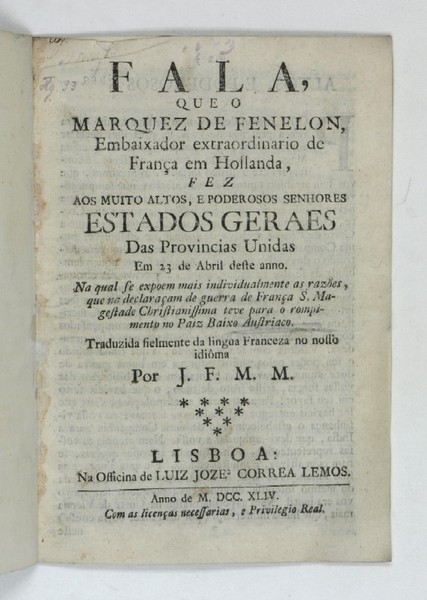 FALA,
QUE O
MARQUEZ DE FENELON,
Embaixador extraordinario de
França em Hollanda,
FEZ
AOS MUITO ALTOS, E PODEROSOS SENHORES
ESTADOS GERAES
Das Provincias Unidas
Em 23 de Abril deſte anno.
Na qual ſe expoem mais individualmente as razões,
que na declaraçam de guerra de França S. Ma-
geſtade Chriſtianiſſima teve para o rompi-
mento no Paiz Baixo Auſtriaco.
Traduzida fielmente da lingua Franceza no noſſo
idiôma
Por J. F. M. M.
LISBOA:
Na Officina de LUIZ JOZEᴾ CORREA LEMOS.
Anno de M. DCC. XLIV.
Com as licenças neceſſarias, e Privilegio Real.